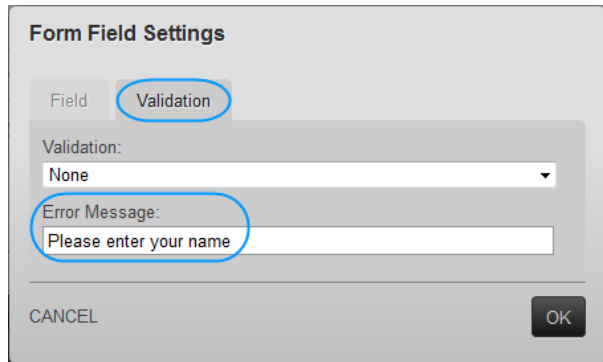 Form Field Settings
Field Validation
Validation:
None
Error Message:
Please enter your name
CANCEL OK